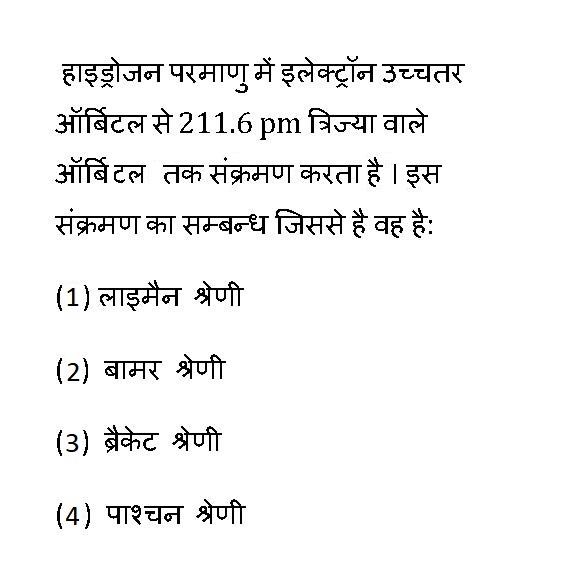 हाइड्रोजन परमाणु में इलेक्ट्रॉन उच्चतर
ऑर्बिटल से 211.6 pm त्रिज्या वाले
ऑर्बिटल तक संक्रमण करता है । इस
संक्रमण का सम्बन्ध जिससे है वह है:
(1) लाइमैन श्रेणी
(2) बामर श्रेणी
(3) ब्रैकेट श्रेणी
(4) पाश्चन श्रेणी